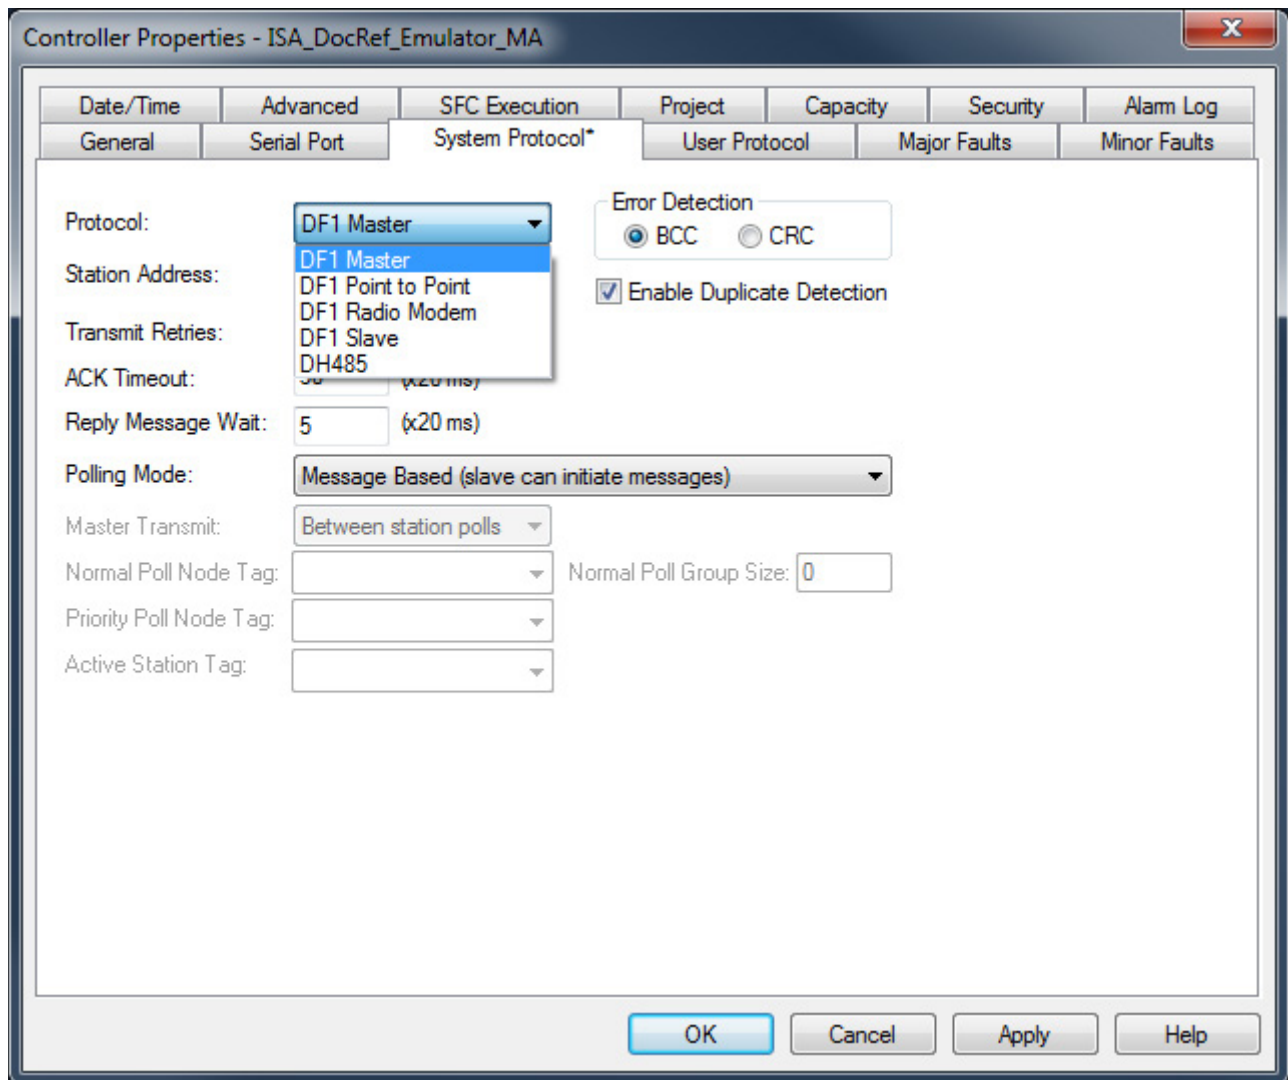 Controller Properties - ISA_DocRef_Emulator_MA
Date/Time Advanced SFC Execution Project Capacity Security Alarm Log
General Serial Port System Protocol* User Protocol Major Faults Minor Faults
Protocol: DF1 Master
Error Detection
BCC CRC
DF1 Master
DF1 Point to Point
DF1 Radio Modem
DF1 Slave
DH485
Station Address:
Enable Duplicate Detection
Transmit Retries:
ACK Timeout: (x20 ms)
Reply Message Wait: 5 (x20 ms)
Polling Mode: Message Based (slave can initiate messages)
Master Transmit: Between station polls
Normal Poll Node Tag: Normal Poll Group Size: 0
Priority Poll Node Tag:
Active Station Tag:
OK Cancel Apply Help